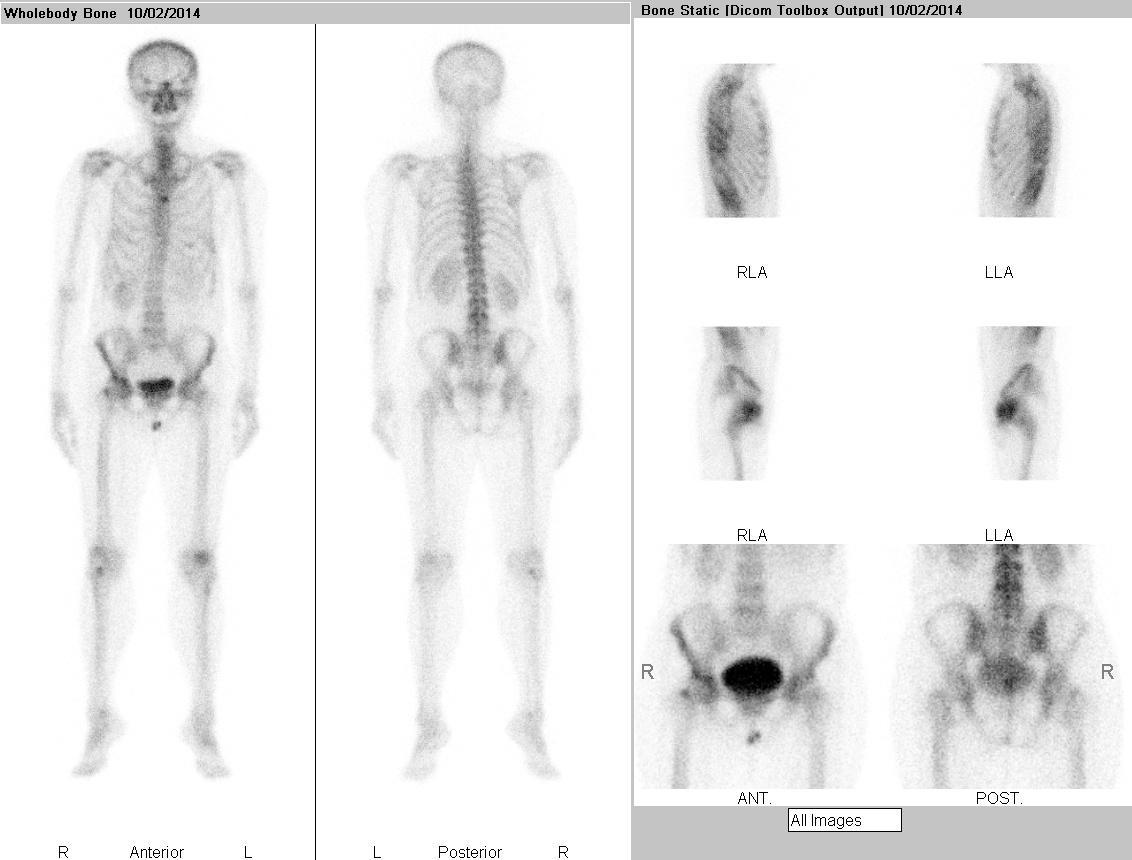 Wholebody Bone 10/02/2014
Bone Static [Dicom Toolbox Output] 10/02/2014
RLA LLA
RLA LLA
R R
ANT. POST.
All Images
R Anterior L L Posterior R